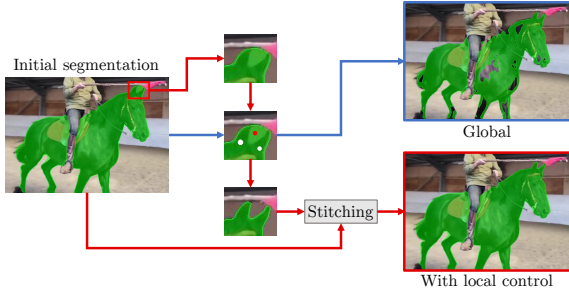 Initial segmentation
Global
Stitching
With local control